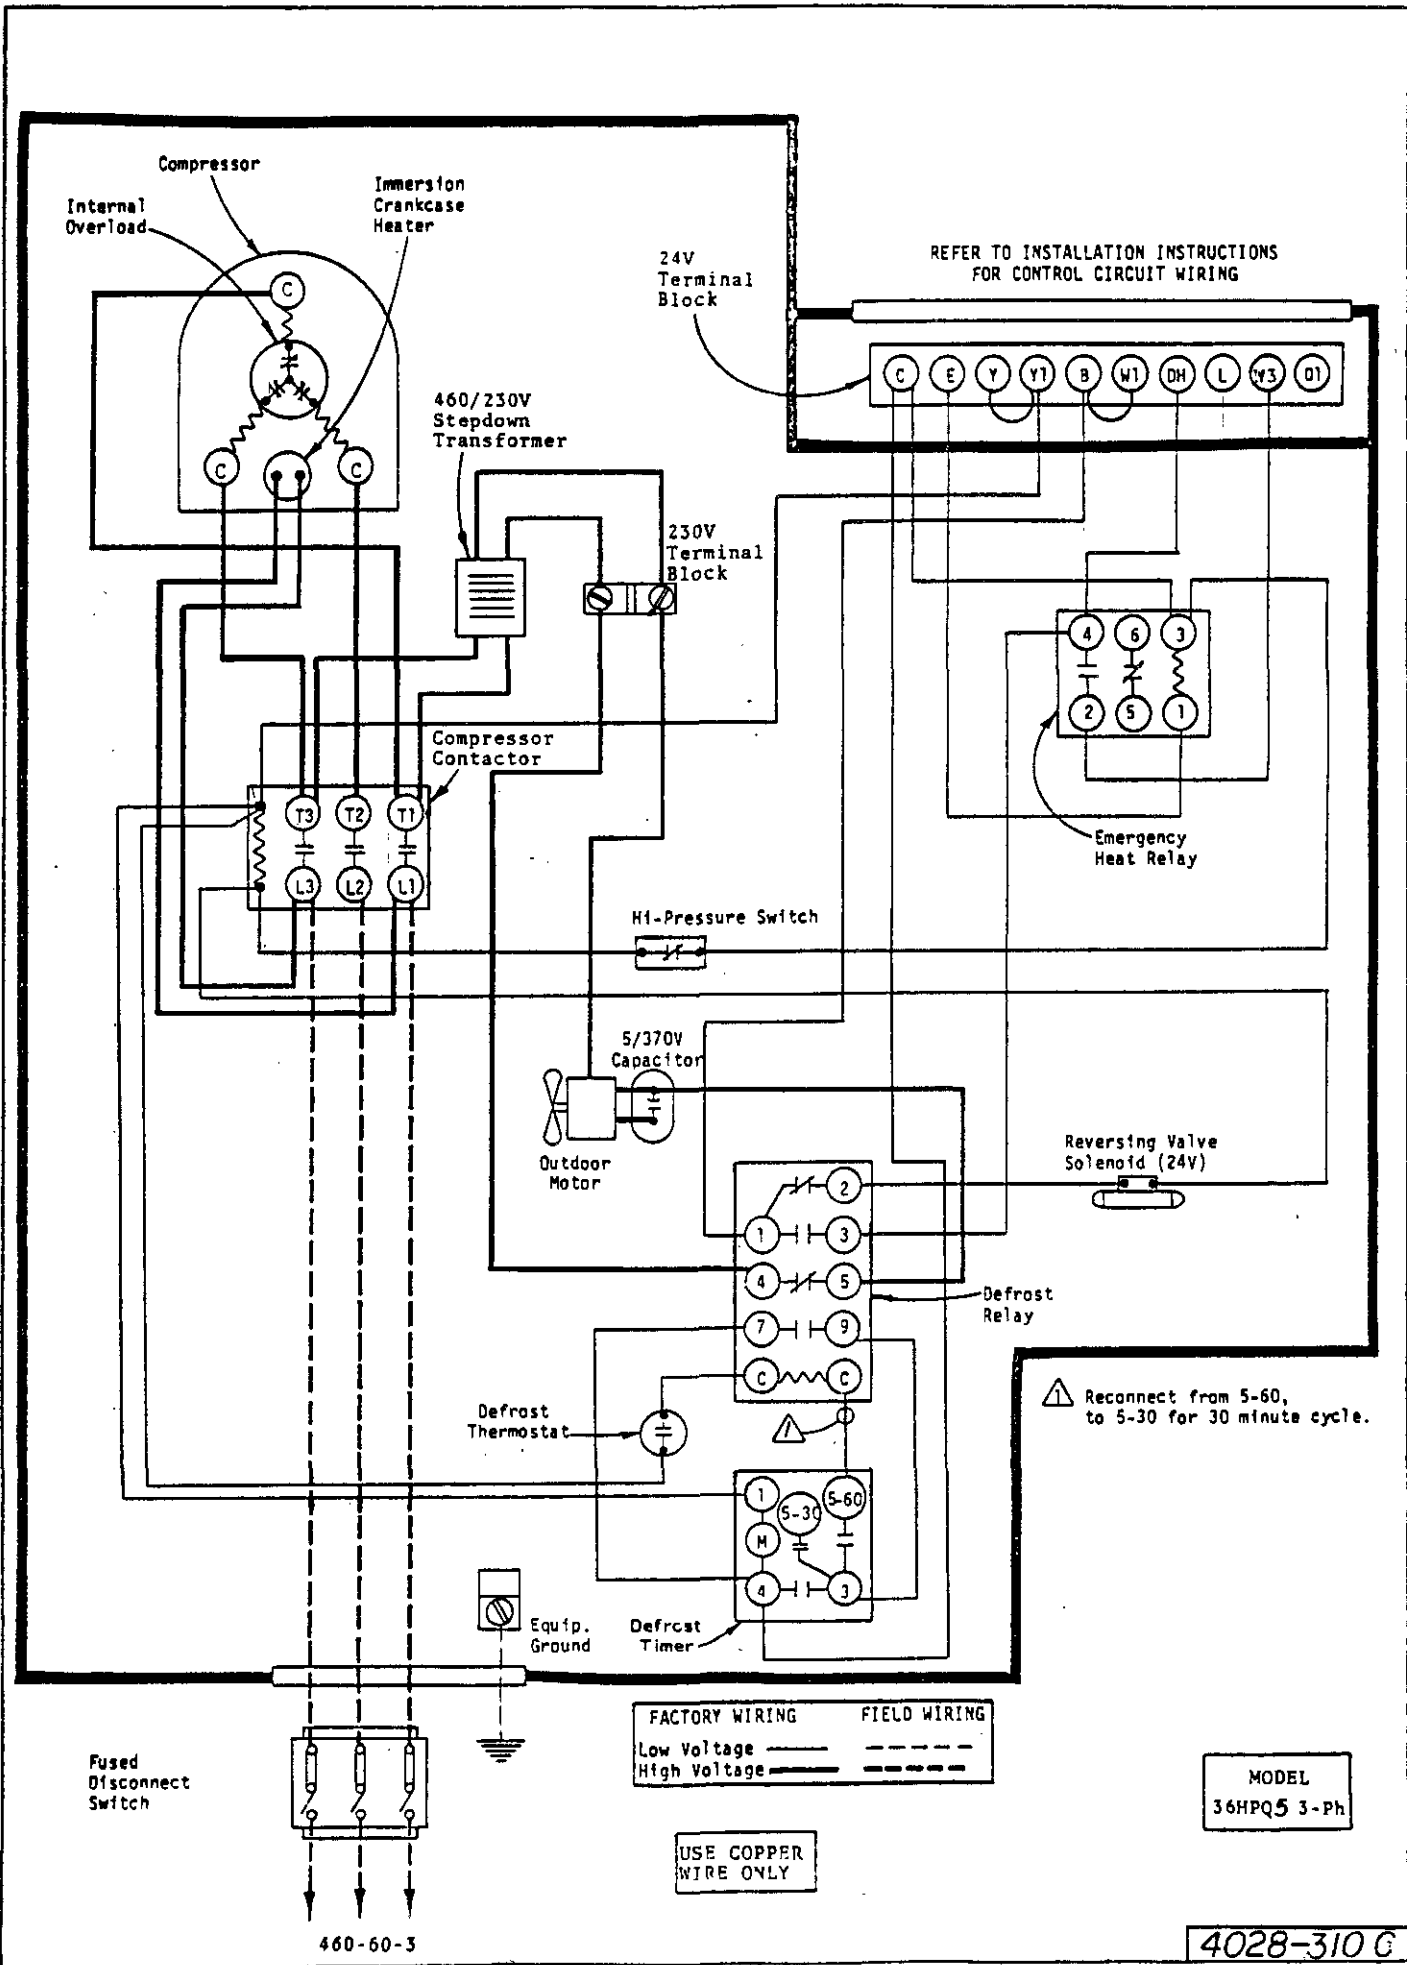 Compressor
Internal
Overload
Immersion
Crankcase
Heater
C
C
C
460/230V
Stepdown
Transformer
24V
Terminal
Block
REFER TO INSTALLATION INSTRUCTIONS
FOR CONTROL CIRCUIT WIRING
C E Y Y1 B W1 DH L W3 01
230V
Terminal
Block
4 6 3
2 5 1
Emergency
Heat Relay
Compressor
Contactor
T3 T2 T1
L3 L2 L1
Hi-Pressure Switch
5/370V
Capacitor
Outdoor
Motor
Reversing Valve
Solenoid (24V)
2
1 3
4 5
7 9
C C
Defrost
Relay
Defrost
Thermostat
1
1 Reconnect from 5-60,
to 5-30 for 30 minute cycle.
1 5-30 5-60
M
4 3
Defrost
Timer
Equip.
Ground
FACTORY WIRING FIELD WIRING
Low Voltage
High Voltage
Fused
Disconnect
Switch
MODEL
36HPQ5 3-Ph
USE COPPER
WIRE ONLY
460-60-3
4028-310